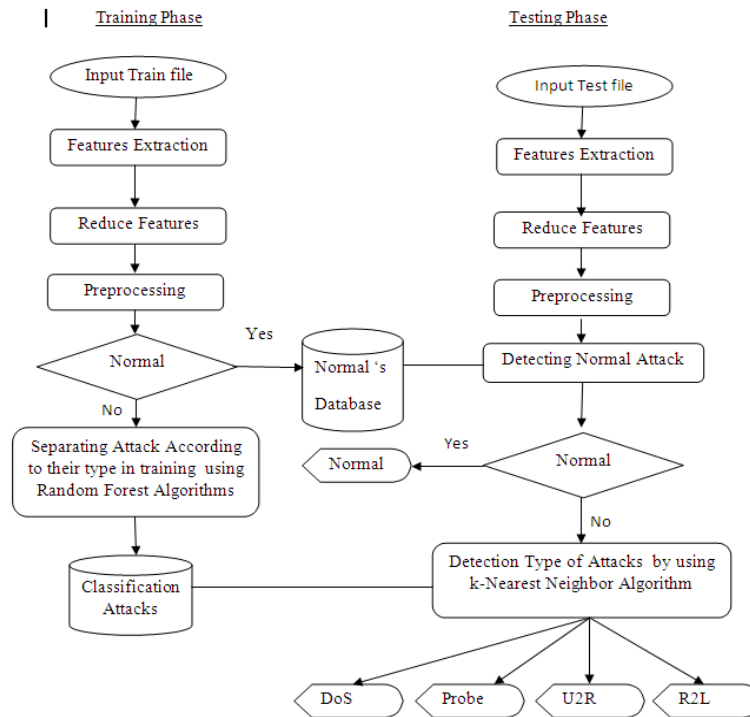 Training Phase
Testing Phase
Input Train file
Features Extraction
Reduce Features
Preprocessing
Normal
Yes
No
Normal ‘s
Database
Separating Attack According
to their type in training using
Random Forest Algorithms
Classification
Attacks
Input Test file
Features Extraction
Reduce Features
Preprocessing
Detecting Normal Attack
Normal
Yes
Normal
No
Detection Type of Attacks by using
k-Nearest Neighbor Algorithm
DoS
Probe
U2R
R2L